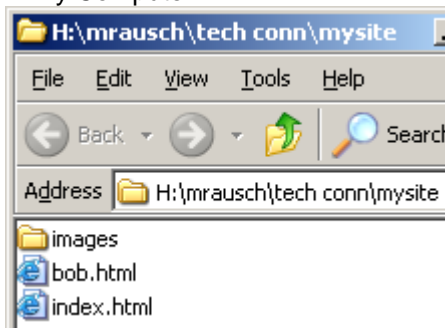 H:\mrausch\tech conn\mysite
File Edit View Tools Help
Back Search
Address H:\mrausch\tech conn\mysite
images
bob.html
index.html